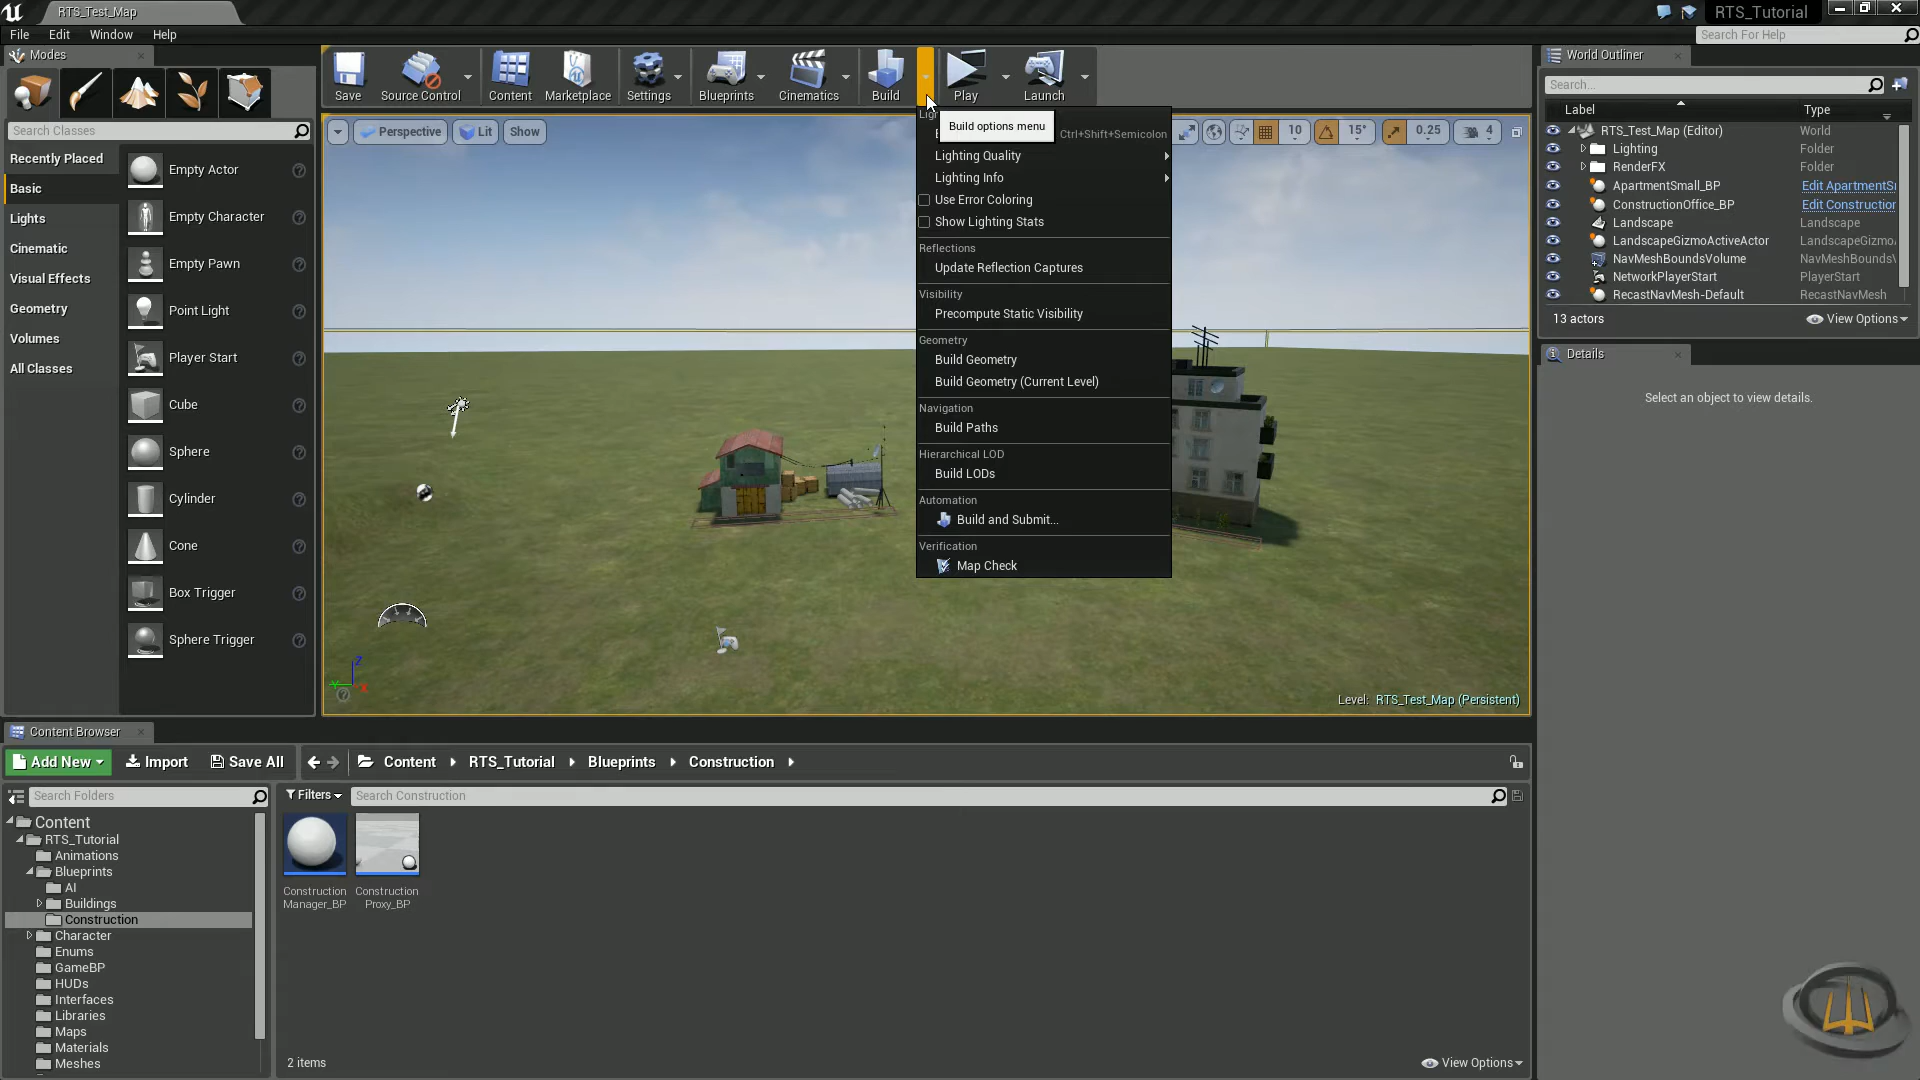 RTS_Test_Map
RTS_Tutorial
File
Edit
Window
Help
Search For Help
Modes
Search Classes
Recently Placed
Basic
Lights
Cinematic
Visual Effects
Geometry
Volumes
All Classes
Empty Actor
Empty Character
Empty Pawn
Point Light
Player Start
Cube
Sphere
Cylinder
Cone
Box Trigger
Sphere Trigger
Save
Source Control
Content
Marketplace
Settings
Blueprints
Cinematics
Build
Play
Launch
Perspective
Lit
Show
10
15°
0.25
4
Build options menu
Ctrl+Shift+Semicolon
Lighting Quality
Lighting Info
Use Error Coloring
Show Lighting Stats
Reflections
Update Reflection Captures
Visibility
Precompute Static Visibility
Geometry
Build Geometry
Build Geometry (Current Level)
Navigation
Build Paths
Hierarchical LOD
Build LODs
Automation
Build and Submit...
Verification
Map Check
Level: RTS_Test_Map (Persistent)
World Outliner
Search...
Label
Type
RTS_Test_Map (Editor)
World
Lighting
Folder
RenderFX
Folder
ApartmentSmall_BP
Edit ApartmentSi
ConstructionOffice_BP
Edit Construction
Landscape
Landscape
LandscapeGizmoActiveActor
LandscapeGizmo
NavMeshBoundsVolume
NavMeshBounds
NetworkPlayerStart
PlayerStart
RecastNavMesh-Default
RecastNavMesh
13 actors
View Options
Details
Select an object to view details.
Content Browser
Add New
Import
Save All
Content
RTS_Tutorial
Blueprints
Construction
Search Folders
Filters
Search Construction
Content
RTS_Tutorial
Animations
Blueprints
AI
Buildings
Construction
Character
Enums
GameBP
HUDs
Interfaces
Libraries
Maps
Materials
Meshes
Construction
Manager_BP
Construction
Proxy_BP
2 items
View Options